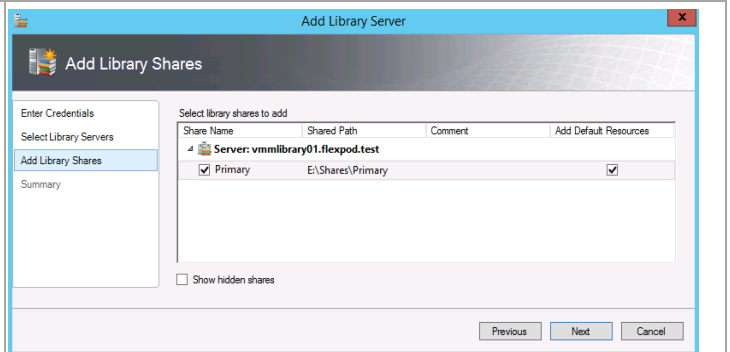 Add Library Server
x
Add Library Shares
Enter Credentials
Select Library Servers
Add Library Shares
Summary
Select library shares to add
Share Name Shared Path Comment Add Default Resources
Server: vmmlibrary01.flexpod.test
Primary E:\Shares\Primary
Show hidden shares
Previous Next Cancel